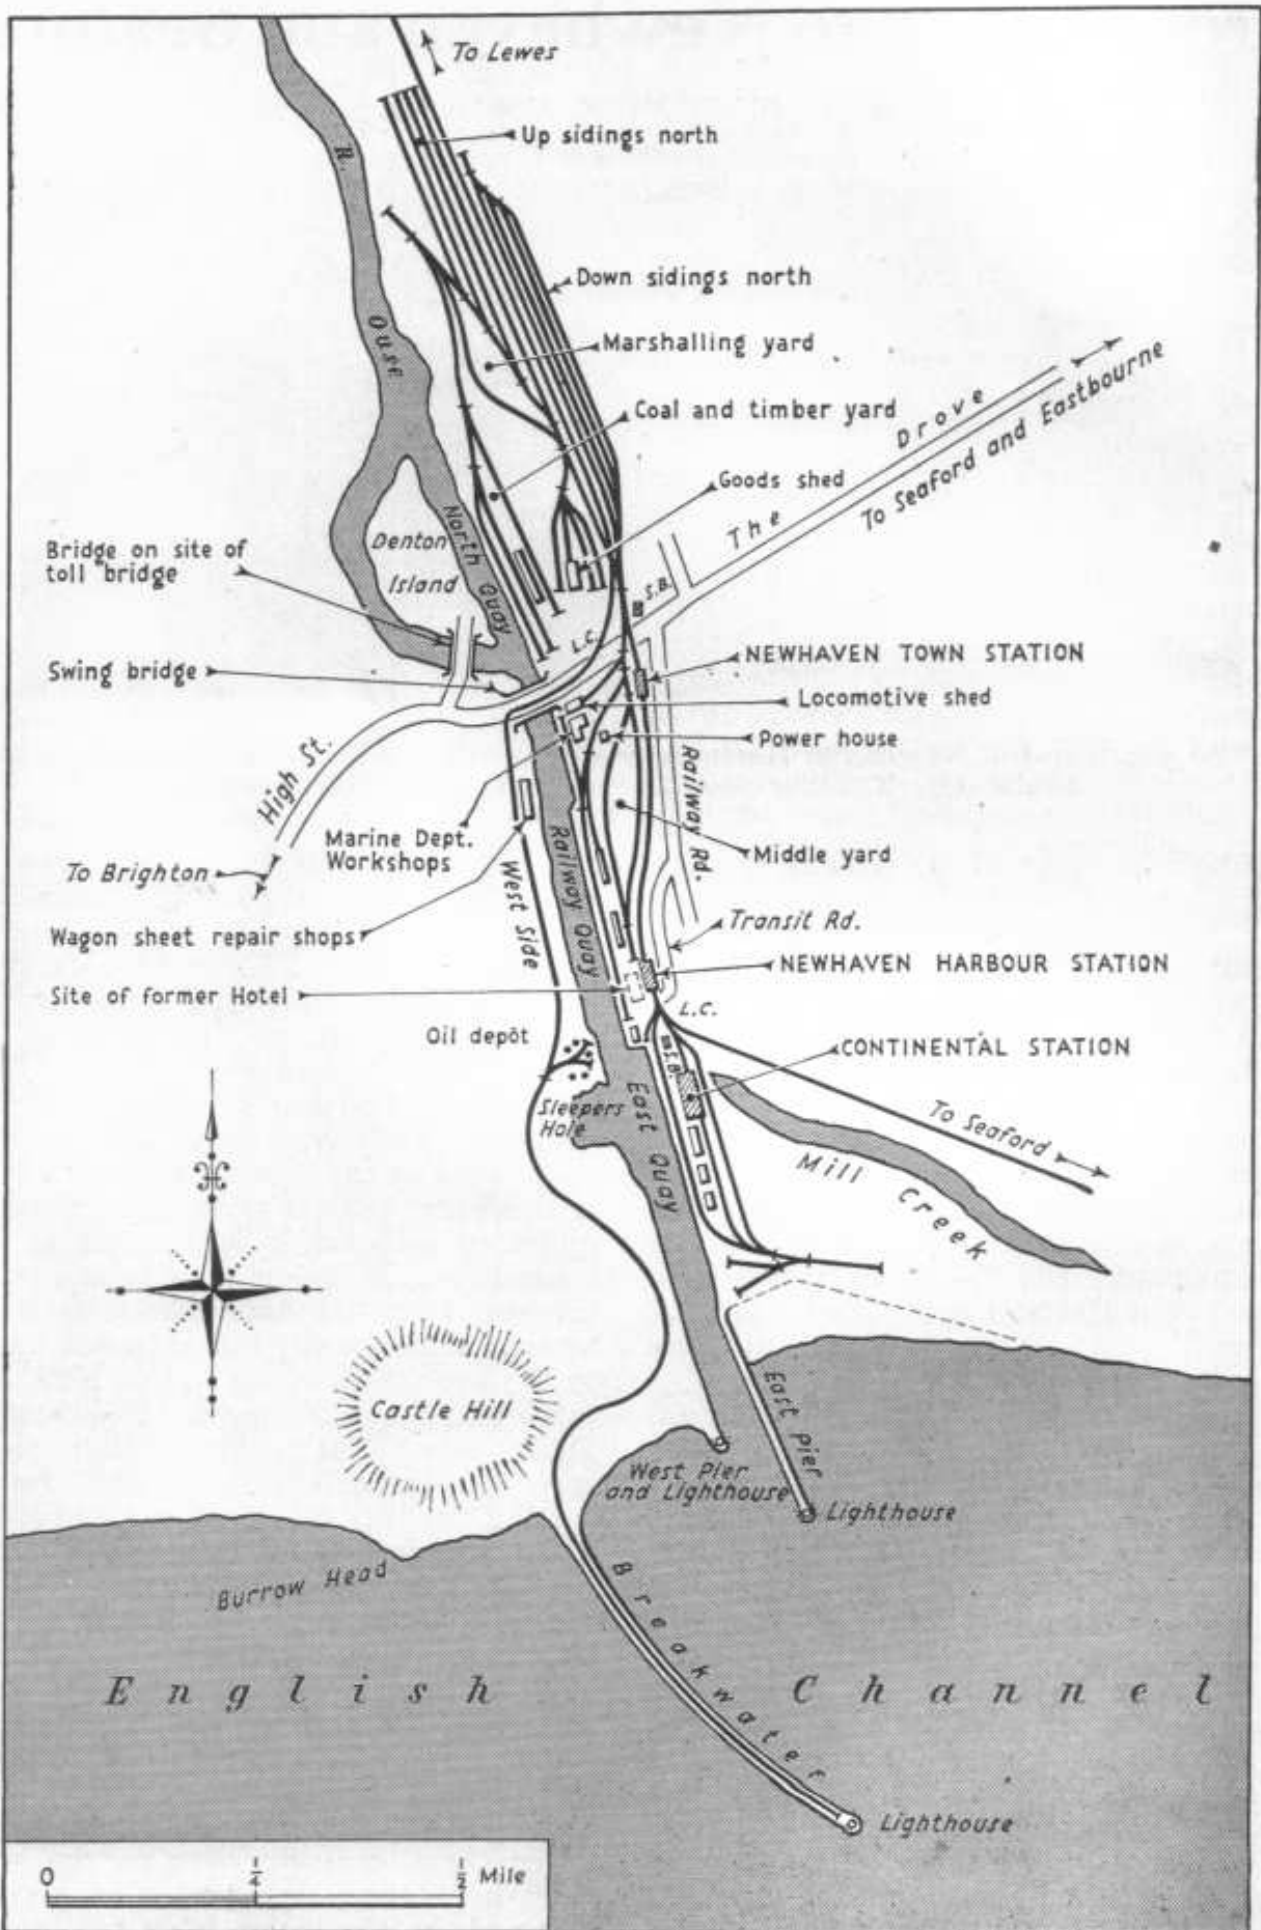 To Lewes
Up sidings north
R. Ouse
Down sidings north
Marshalling yard
Coal and timber yard
The Drove
To Seaford and Eastbourne
Goods shed
North Quay
Denton
Island
Bridge on site of
toll bridge
S.B.
L.C.
Swing bridge
NEWHAVEN TOWN STATION
Locomotive shed
Power house
High St.
Railway Rd.
Marine Dept.
Workshops
Middle yard
To Brighton
West Side
Railway Quay
Transit Rd.
Wagon sheet repair shops
NEWHAVEN HARBOUR STATION
Site of former Hotel
L.C.
Oil depôt
S.B.
CONTINENTAL STATION
Sleepers
Hole
East Quay
To Seaford
Mill Creek
Castle Hill
East Pier
West Pier
and Lighthouse
Lighthouse
Burrow Head
Breakwater
English Channel
Lighthouse
0 1/4 1/2 Mile